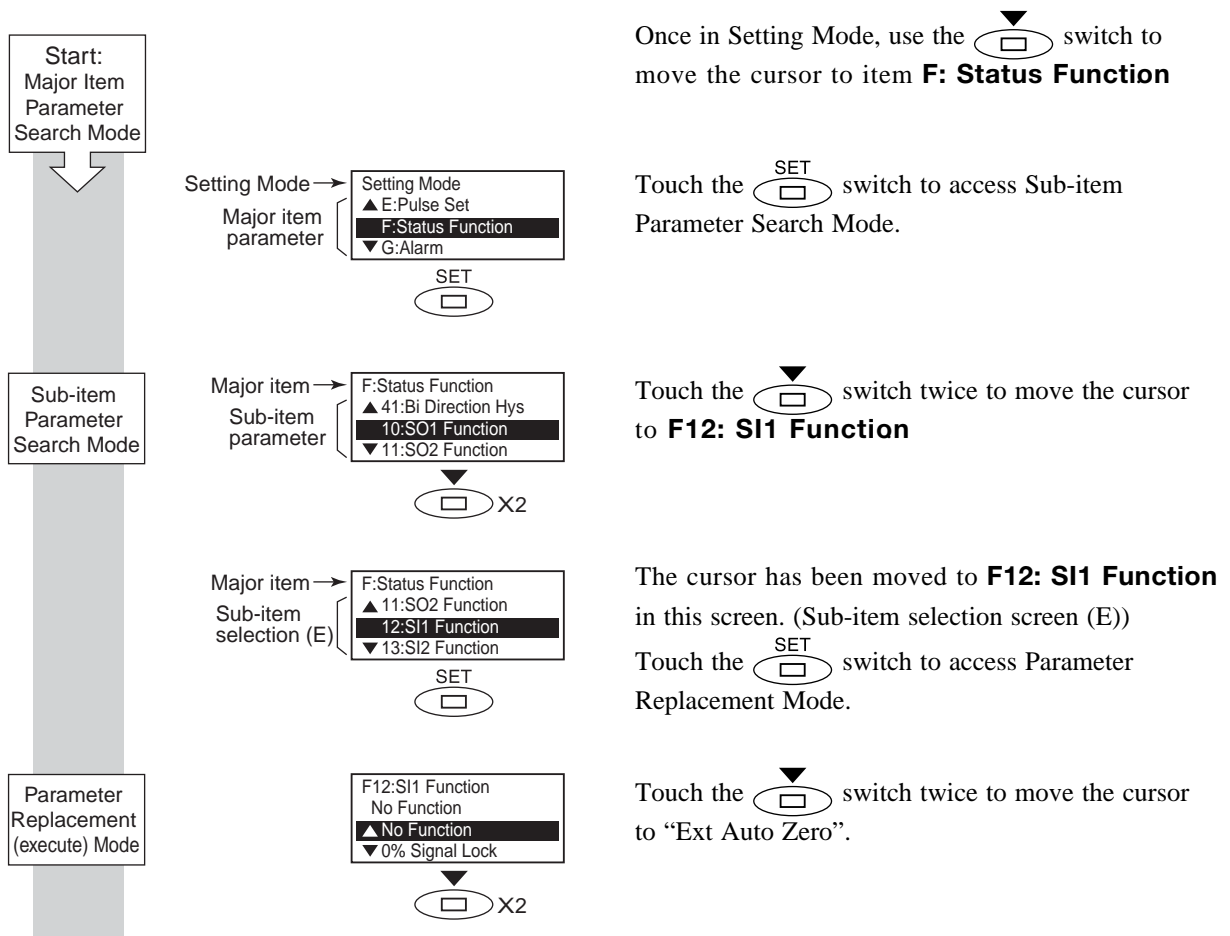 Start:
Major Item
Parameter
Search Mode
Once in Setting Mode, use the ▼ switch to
move the cursor to item F: Status Function
Setting Mode
Major item
parameter
Setting Mode
▲ E:Pulse Set
F:Status Function
▼ G:Alarm
SET
Touch the SET switch to access Sub-item
Parameter Search Mode.
Sub-item
Parameter
Search Mode
Major item
Sub-item
parameter
F:Status Function
▲ 41:Bi Direction Hys
10:SO1 Function
▼ 11:SO2 Function
▼
X2
Touch the ▼ switch twice to move the cursor
to F12: SI1 Function
Major item
Sub-item
selection (E)
F:Status Function
▲ 11:SO2 Function
12:SI1 Function
▼ 13:SI2 Function
SET
The cursor has been moved to F12: SI1 Function
in this screen. (Sub-item selection screen (E))
Touch the SET switch to access Parameter
Replacement Mode.
Parameter
Replacement
(execute) Mode
F12:SI1 Function
No Function
▲ No Function
▼ 0% Signal Lock
▼
X2
Touch the ▼ switch twice to move the cursor
to “Ext Auto Zero”.